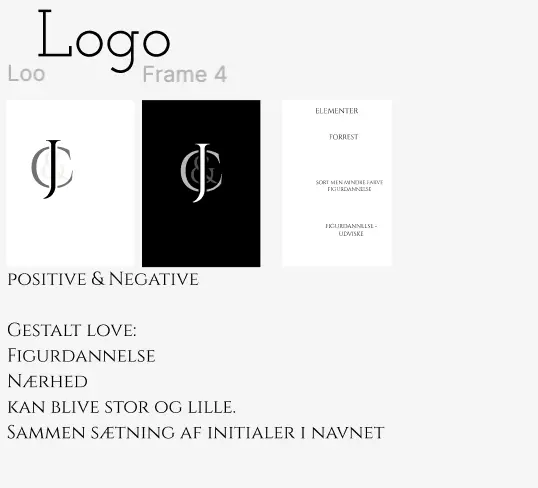 Logo
Loo
Frame 4
JC&
JC&
ELEMENTER
FORREST
SORT MEN MINDRE FARVE
FIGURDANNELSE
FIGURDANNELSE -
UDVISKE
POSITIVE & NEGATIVE
GESTALT LOVE:
FIGURDANNELSE
NÆRHED
KAN BLIVE STOR OG LILLE.
SAMMEN SÆTNING AF INITIALER I NAVNET